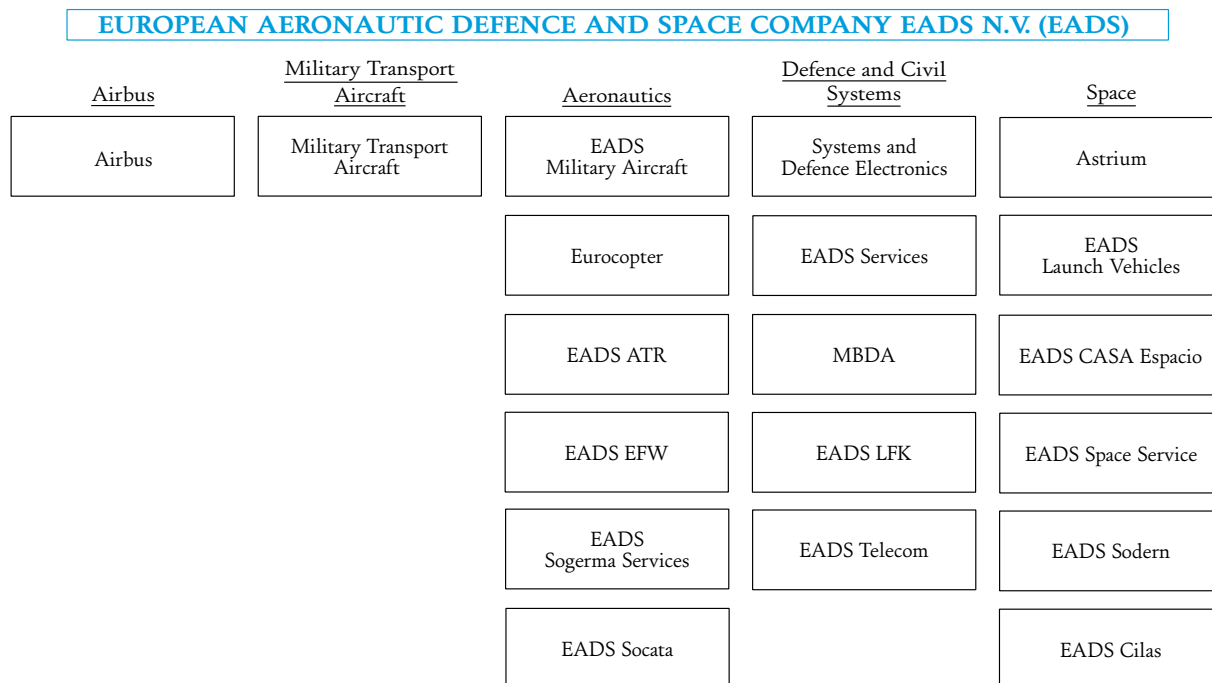 EUROPEAN AERONAUTIC DEFENCE AND SPACE COMPANY EADS N.V. (EADS)
Airbus
Military Transport
Aircraft
Aeronautics
Defence and Civil
Systems
Space
Airbus
Military Transport
Aircraft
EADS
Military Aircraft
Systems and
Defence Electronics
Astrium
Eurocopter
EADS Services
EADS
Launch Vehicles
EADS ATR
MBDA
EADS CASA Espacio
EADS EFW
EADS LFK
EADS Space Service
EADS
Sogerma Services
EADS Telecom
EADS Sodern
EADS Socata
EADS Cilas